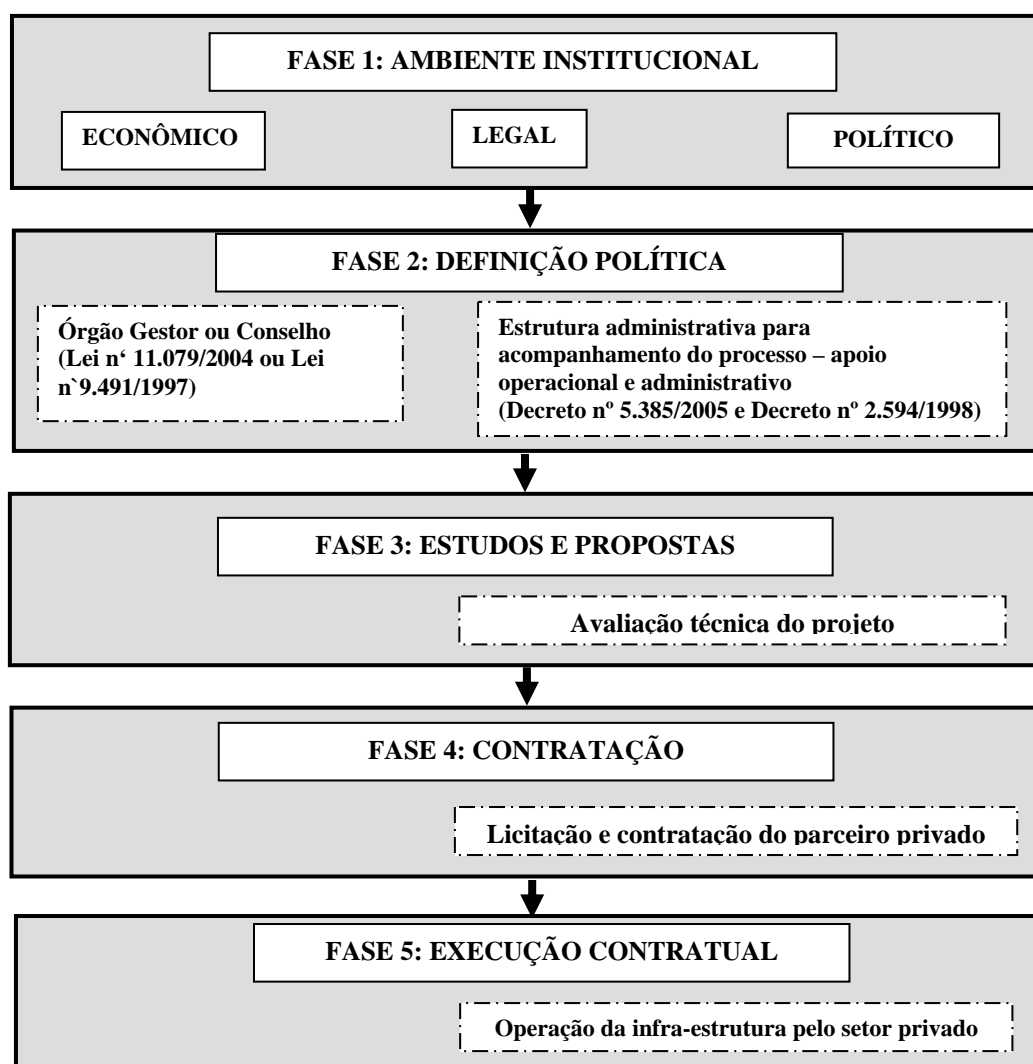 FASE 1: AMBIENTE INSTITUCIONAL
ECONÔMICO
LEGAL
POLÍTICO
FASE 2: DEFINIÇÃO POLÍTICA
Órgão Gestor ou Conselho
(Lei n‘ 11.079/2004 ou Lei
n`9.491/1997)
Estrutura administrativa para
acompanhamento do processo – apoio
operacional e administrativo
(Decreto nº 5.385/2005 e Decreto nº 2.594/1998)
FASE 3: ESTUDOS E PROPOSTAS
Avaliação técnica do projeto
FASE 4: CONTRATAÇÃO
Licitação e contratação do parceiro privado
FASE 5: EXECUÇÃO CONTRATUAL
Operação da infra-estrutura pelo setor privado